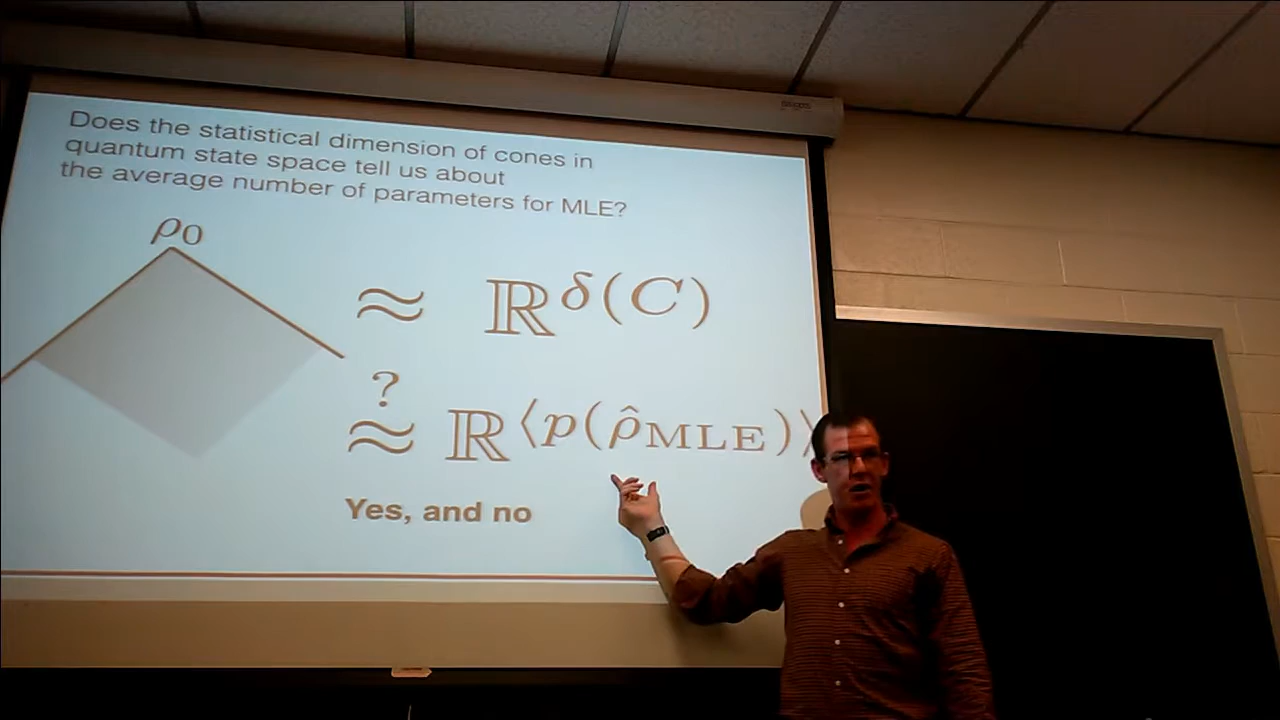 Does the statistical dimension of cones in
quantum state space tell us about
the average number of parameters for MLE?
ρ0
≈ ℝ^δ(C)
?
≈ ℝ^⟨p(ρ̂_MLE)⟩
Yes, and no